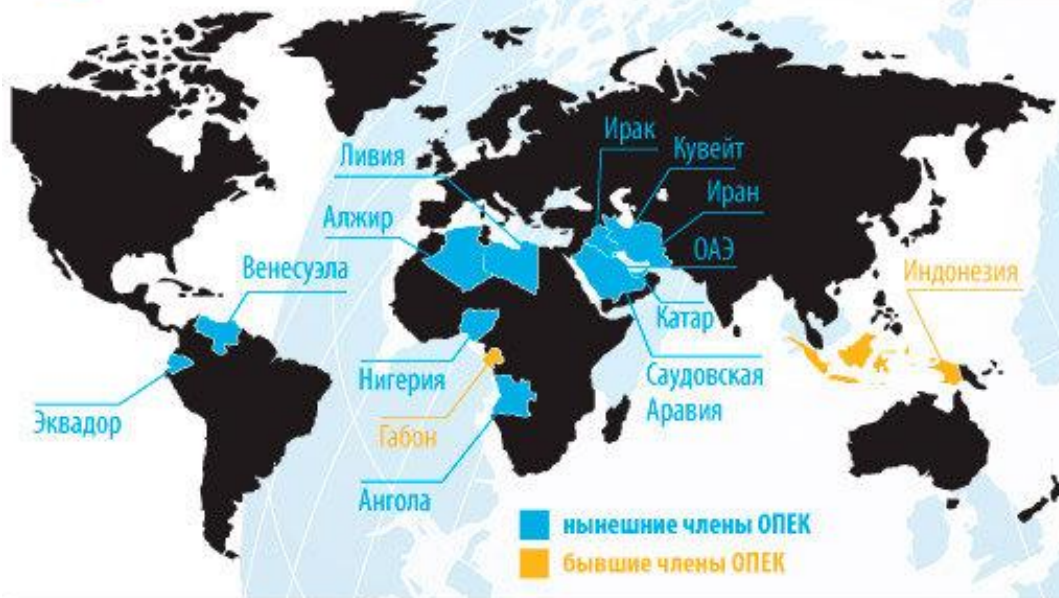 Ирак
Ливия
Кувейт
Иран
Алжир
ОАЭ
Венесуэла
Индонезия
Катар
Нигерия
Саудовская
Аравия
Эквадор
Габон
Ангола
нынешние члены ОПЕК
бывшие члены ОПЕК